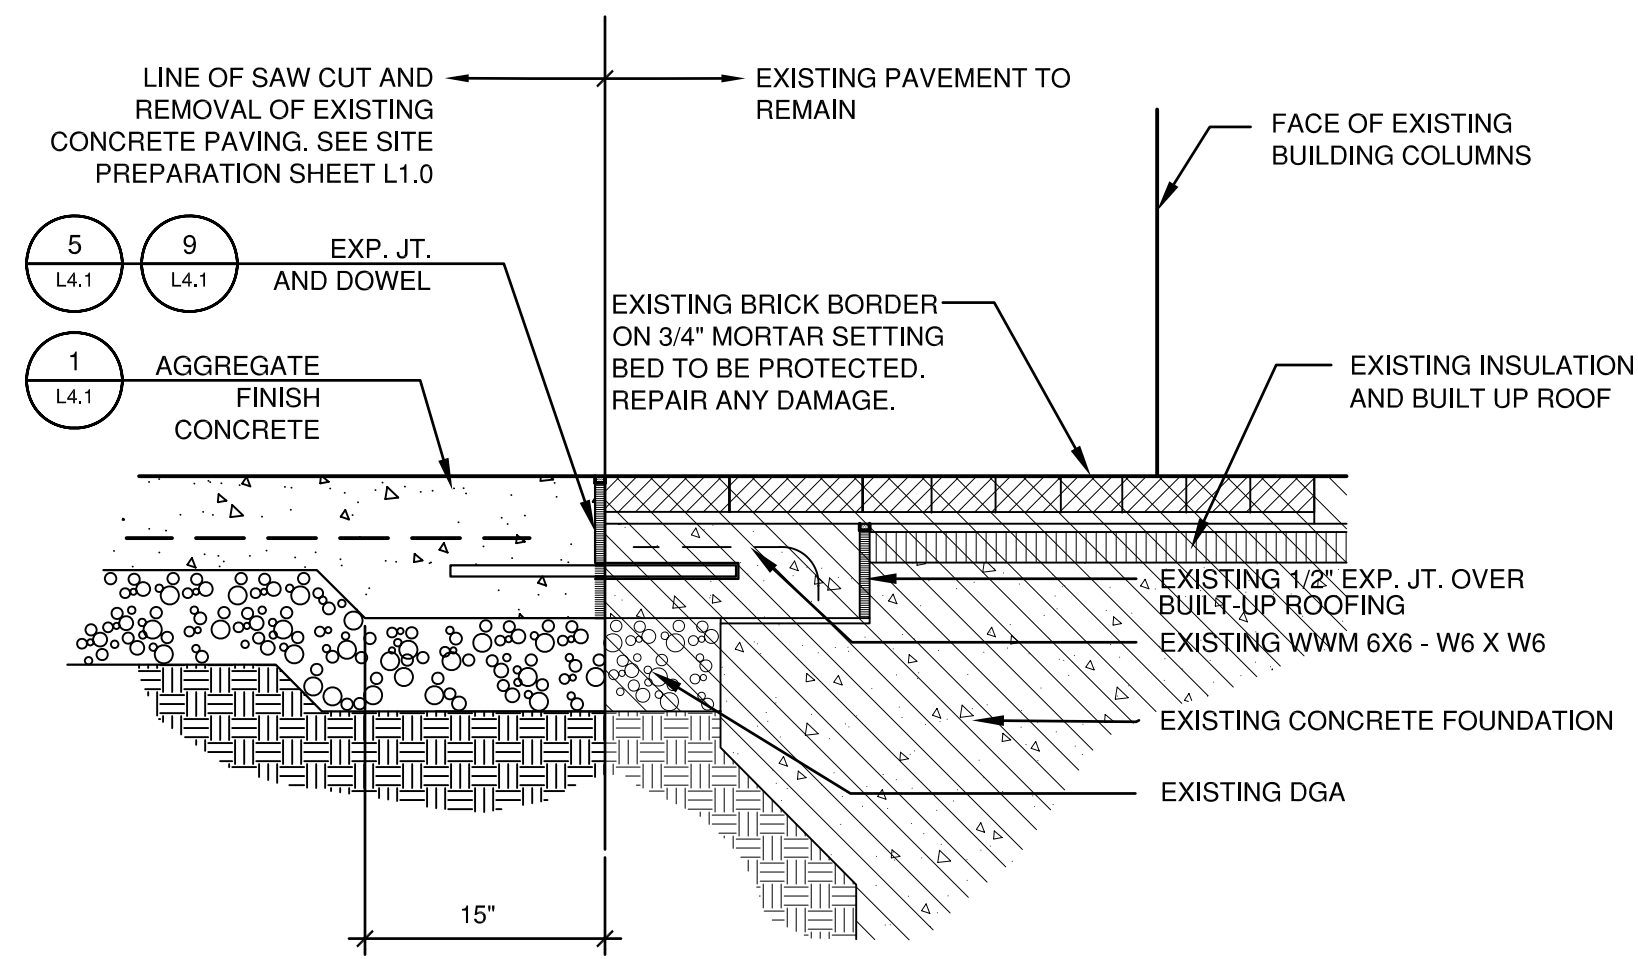 LINE OF SAW CUT AND
REMOVAL OF EXISTING
CONCRETE PAVING. SEE SITE
PREPARATION SHEET L1.0
EXISTING PAVEMENT TO
REMAIN
FACE OF EXISTING
BUILDING COLUMNS
5
L4.1
9
L4.1
EXP. JT.
AND DOWEL
EXISTING BRICK BORDER
ON 3/4" MORTAR SETTING
BED TO BE PROTECTED.
REPAIR ANY DAMAGE.
1
L4.1
AGGREGATE
FINISH
CONCRETE
EXISTING INSULATION
AND BUILT UP ROOF
EXISTING 1/2" EXP. JT. OVER
BUILT-UP ROOFING
EXISTING WWM 6X6 - W6 X W6
EXISTING CONCRETE FOUNDATION
EXISTING DGA
15"